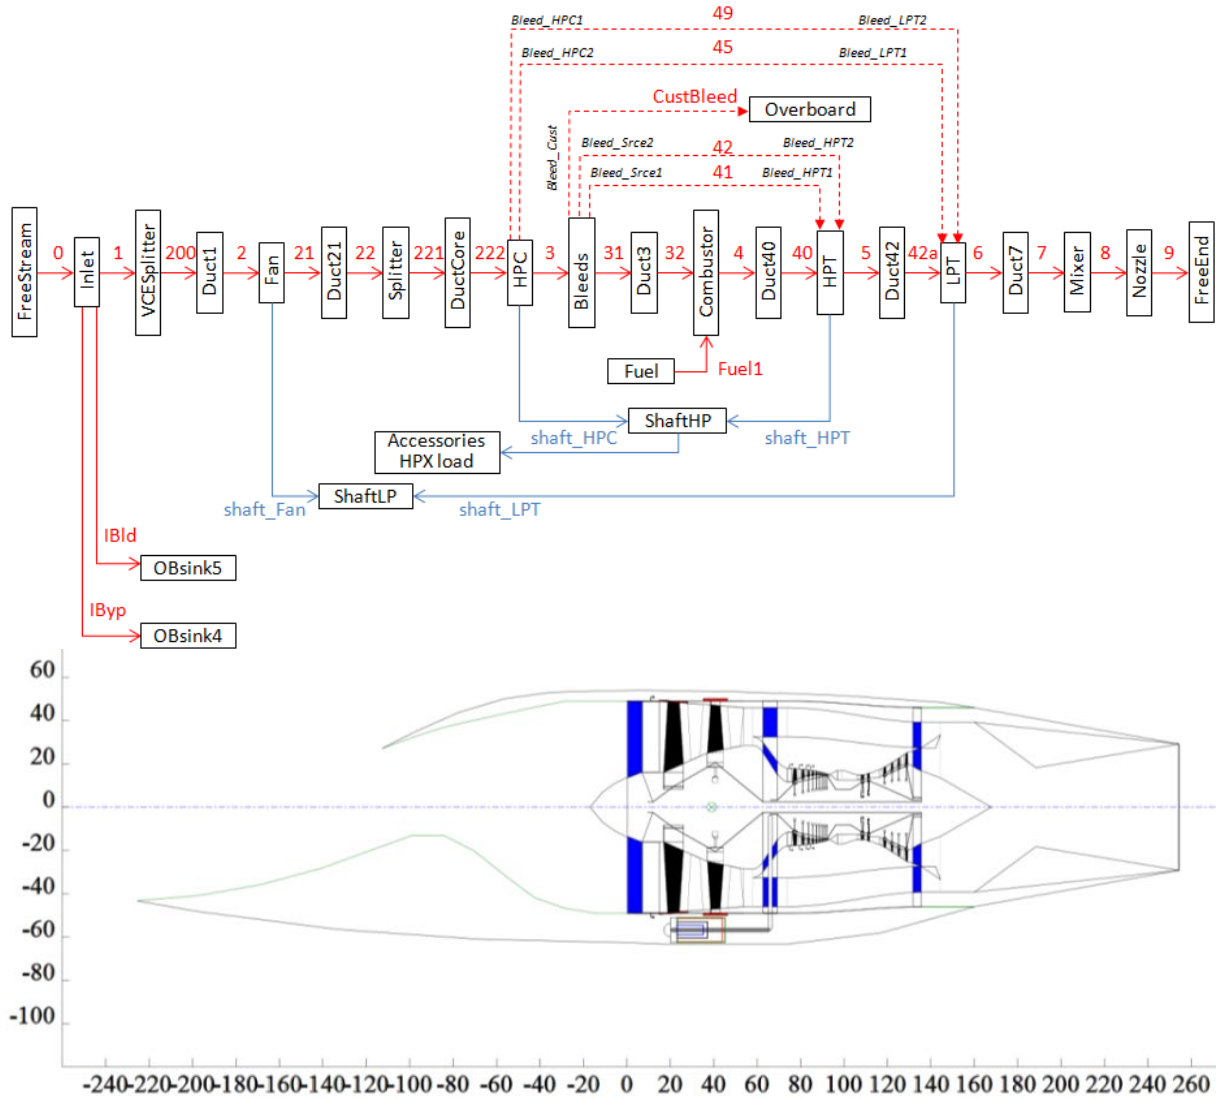 Bleed_HPC1
49
Bleed_LPT2
Bleed_HPC2
45
Bleed_LPT1
CustBleed
Overboard
Bleed_Cust
Bleed_Srce2
42
Bleed_HPT2
Bleed_Srce1
41
Bleed_HPT1
FreeStream
0
Inlet
1
VCESplitter
200
Duct1
2
Fan
21
Duct21
22
Splitter
221
DuctCore
222
HPC
3
Bleeds
31
Duct3
32
Combustor
4
Duct40
40
HPT
5
Duct42
42a
LPT
6
Duct7
7
Mixer
8
Nozzle
9
FreeEnd
Fuel
Fuel1
ShaftHP
shaft_HPC
shaft_HPT
Accessories
HPX load
ShaftLP
shaft_Fan
shaft_LPT
IBld
OBsink5
IByp
OBsink4
60
40
20
0
-20
-40
-60
-80
-100
-240 -220 -200 -180 -160 -140 -120 -100 -80 -60 -40 -20 0 20 40 60 80 100 120 140 160 180 200 220 240 260